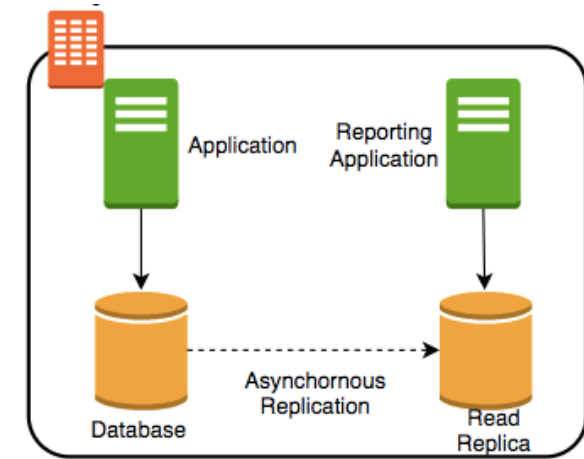 Application
Reporting
Application
Asynchornous
Replication
Database
Read
Replica